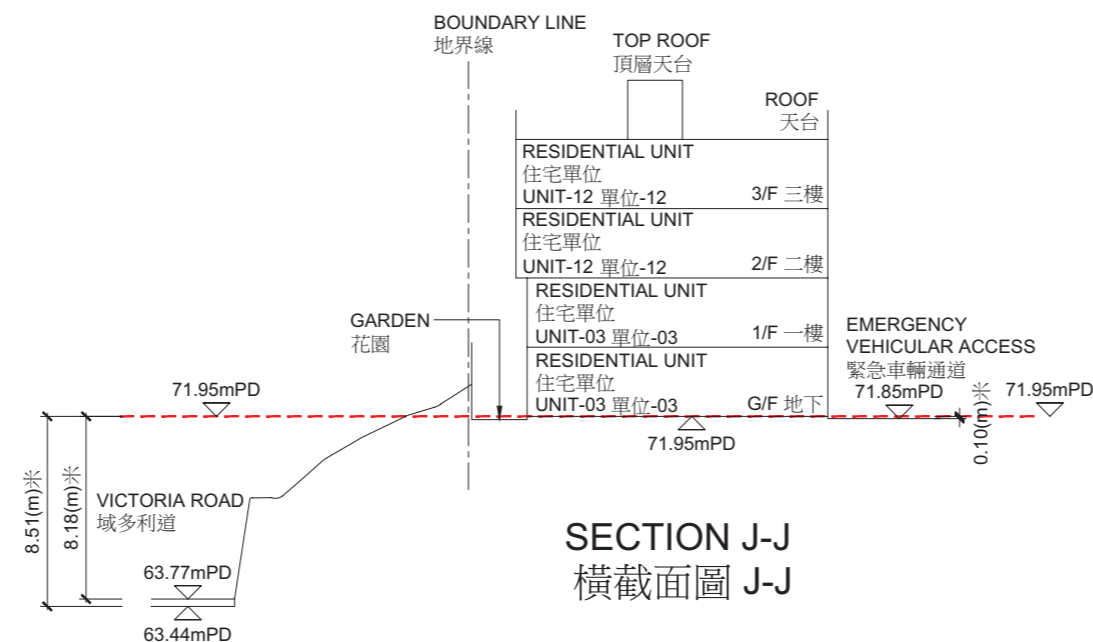 BOUNDARY LINE
地界線
TOP ROOF
頂層天台
ROOF
天台
RESIDENTIAL UNIT
住宅單位
UNIT-12 單位-12
3/F 三樓
RESIDENTIAL UNIT
住宅單位
UNIT-12 單位-12
2/F 二樓
RESIDENTIAL UNIT
住宅單位
UNIT-03 單位-03
1/F 一樓
RESIDENTIAL UNIT
住宅單位
UNIT-03 單位-03
G/F 地下
GARDEN
花園
EMERGENCY
VEHICULAR ACCESS
緊急車輛通道
71.95mPD
71.85mPD
71.95mPD
71.95mPD
0.10(m)米
8.51(m)米
8.18(m)米
VICTORIA ROAD
域多利道
63.77mPD
63.44mPD
SECTION J-J
橫截面圖 J-J